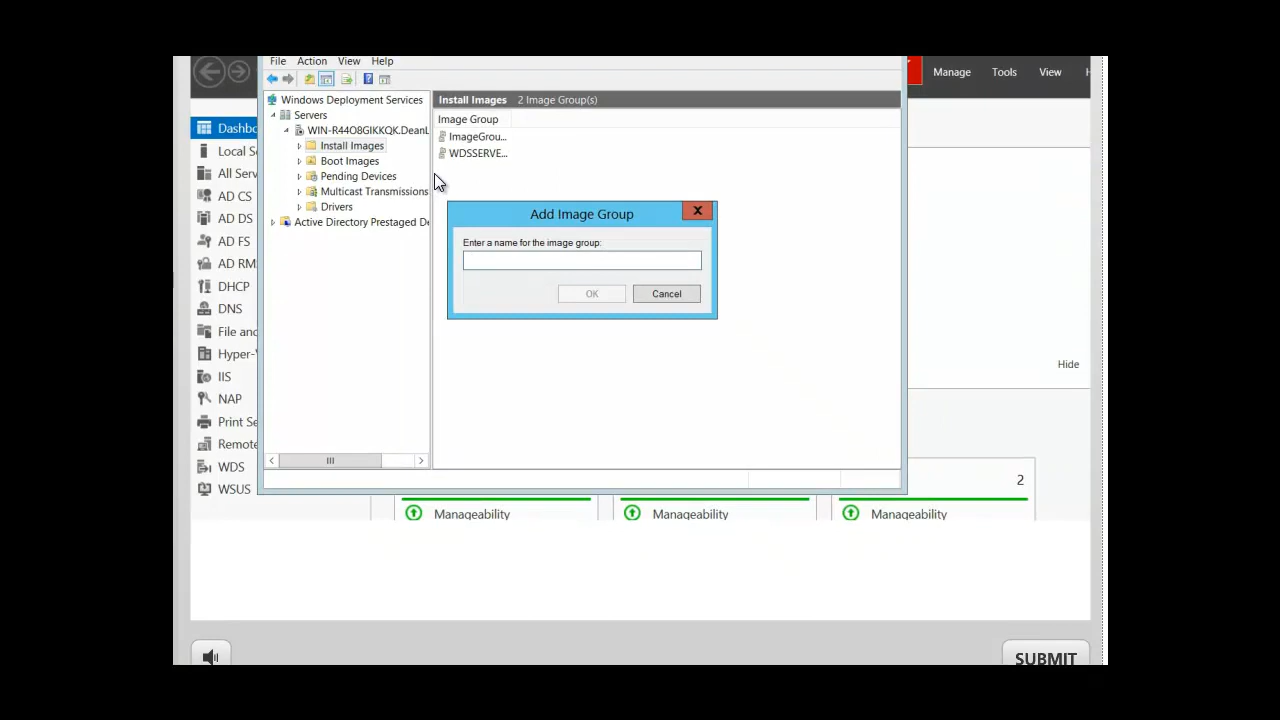 File Action View Help
Manage Tools View H
Windows Deployment Services
Servers
WIN-R44O8GIKKQK.DeanL
Install Images
Boot Images
Pending Devices
Multicast Transmissions
Drivers
Active Directory Prestaged De
Install Images 2 Image Group(s)
Image Group
ImageGrou...
WDSSERVE...
Add Image Group
X
Enter a name for the image group:
OK Cancel
Dashbo
Local S
All Serv
AD CS
AD DS
AD FS
AD RM
DHCP
DNS
File and
Hyper-V
IIS
NAP
Print Se
Remote
WDS
WSUS
Hide
2
Manageability Manageability Manageability
SUBMIT